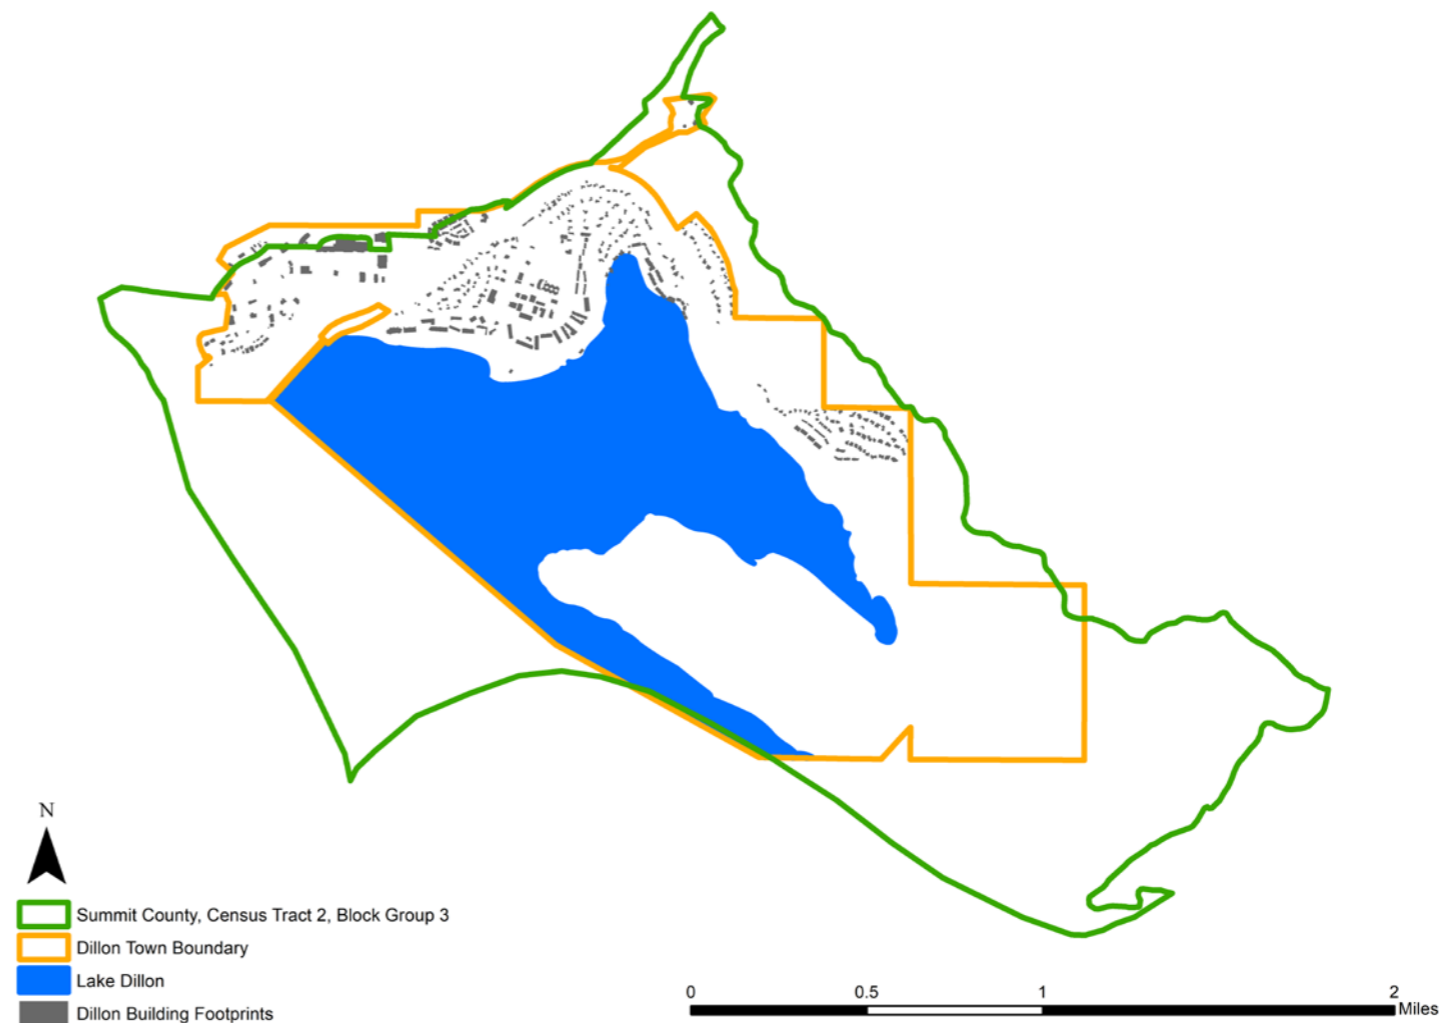 N
Summit County, Census Tract 2, Block Group 3
Dillon Town Boundary
Lake Dillon
Dillon Building Footprints
0 0.5 1 2
Miles